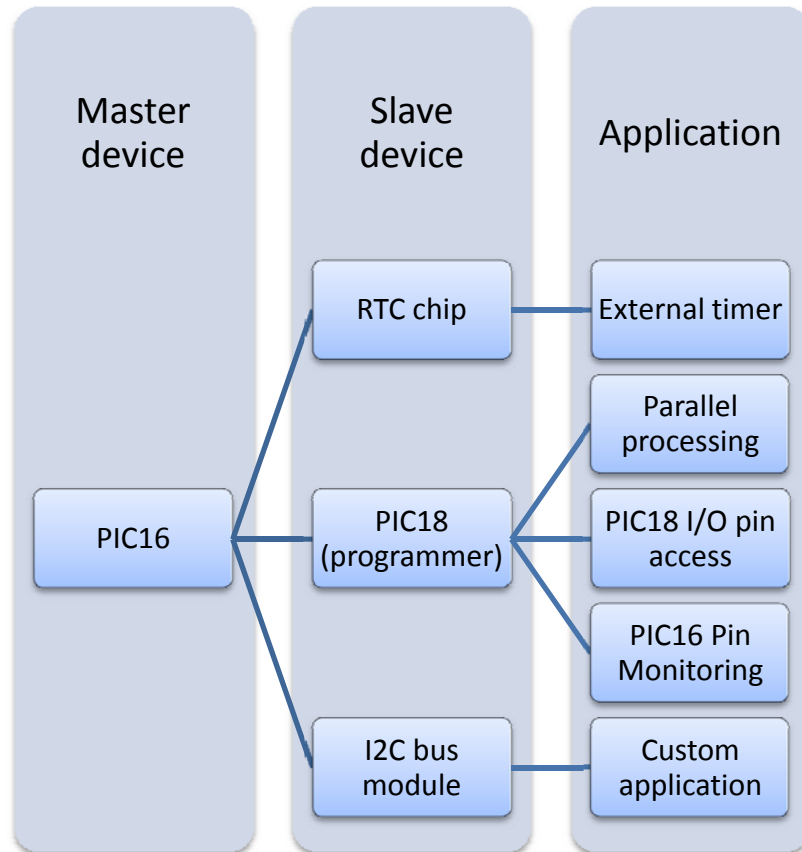 Master
device
Slave
device
Application
RTC chip
External timer
Parallel
processing
PIC16
PIC18
(programmer)
PIC18 I/O pin
access
PIC16 Pin
Monitoring
I2C bus
module
Custom
application